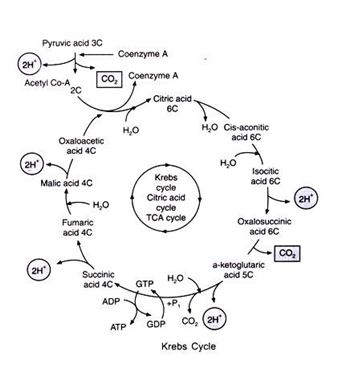 Pyruvic acid 3C
Coenzyme A
2H⁺
CO₂
Coenzyme A
Acetyl Co-A
2C
Citric acid
6C
H₂O
H₂O
Cis-aconitic
acid 6C
Oxaloacetic
acid 4C
H₂O
2H⁺
Isocitic
acid 6C
Malic acid 4C
Krebs
cycle
Citric acid
cycle
TCA cycle
2H⁺
H₂O
Fumaric
acid 4C
Oxalosuccinic
acid 6C
CO₂
2H⁺
a-ketoglutaric
acid 5C
Succinic
acid 4C
GTP
H₂O
ADP
+P₁
ATP
GDP
CO₂
2H⁺
Krebs Cycle